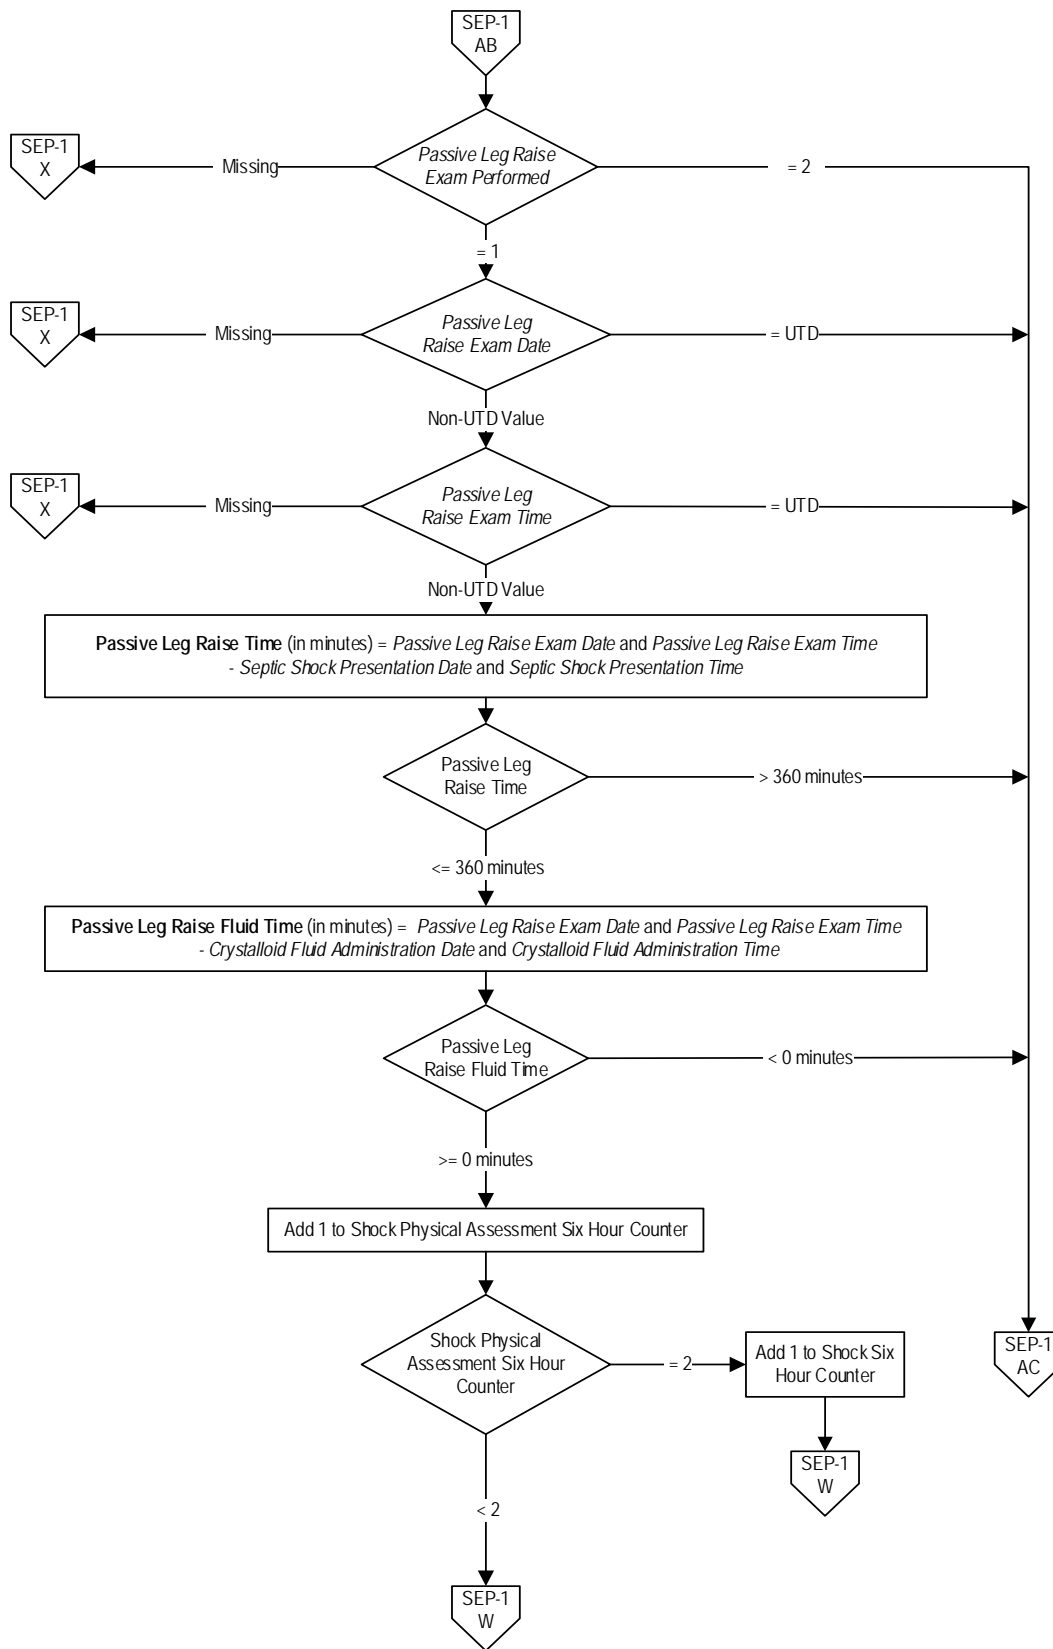 SEP-1
AB
SEP-1
X
Missing
Passive Leg Raise
Exam Performed
= 2
= 1
SEP-1
X
Missing
Passive Leg
Raise Exam Date
= UTD
Non-UTD Value
SEP-1
X
Missing
Passive Leg
Raise Exam Time
= UTD
Non-UTD Value
Passive Leg Raise Time (in minutes) = Passive Leg Raise Exam Date and Passive Leg Raise Exam Time
- Septic Shock Presentation Date and Septic Shock Presentation Time
Passive Leg
Raise Time
> 360 minutes
<= 360 minutes
Passive Leg Raise Fluid Time (in minutes) = Passive Leg Raise Exam Date and Passive Leg Raise Exam Time
- Crystalloid Fluid Administration Date and Crystalloid Fluid Administration Time
Passive Leg
Raise Fluid Time
< 0 minutes
>= 0 minutes
Add 1 to Shock Physical Assessment Six Hour Counter
Shock Physical
Assessment Six Hour
Counter
= 2
Add 1 to Shock Six
Hour Counter
SEP-1
AC
SEP-1
W
< 2
SEP-1
W